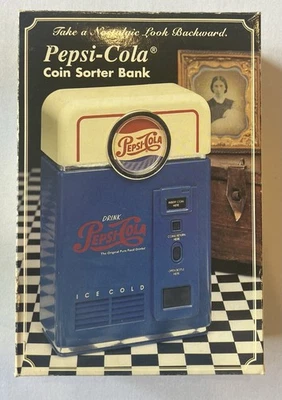 Take a Nostalgic Look Backward.
Pepsi-Cola®
Coin Sorter Bank
PEPSI-COLA
DRINK
PEPSI-COLA
ICE COLD